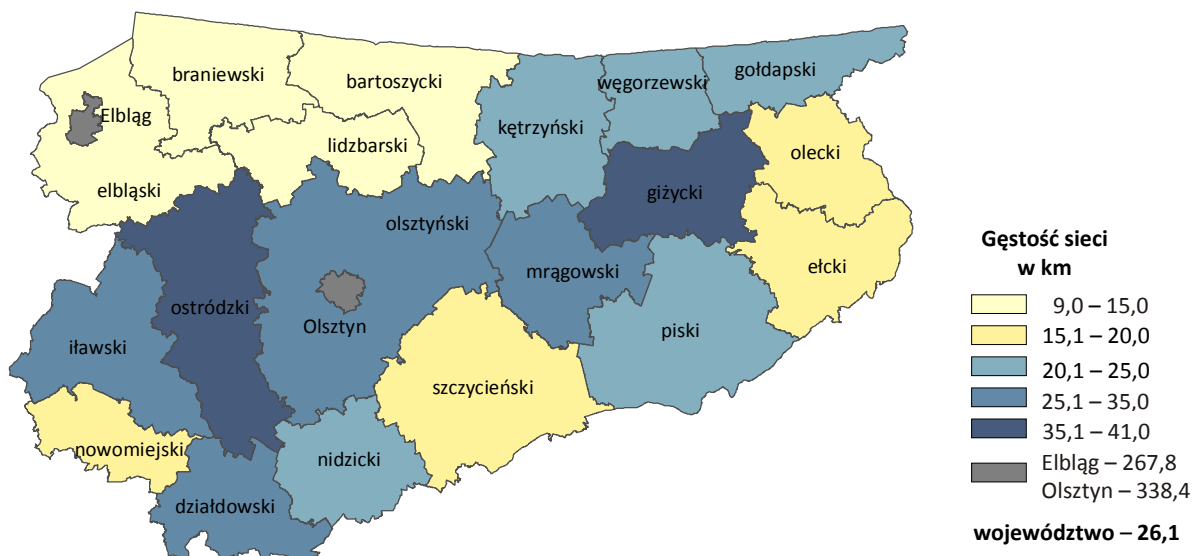 braniewski
bartoszycki
węgorzewski
gołdapski
Elbląg
kętrzyński
lidzbarski
olecki
elbląski
giżycki
olsztyński
mrągowski
ełcki
ostródzki
Olsztyn
piski
iławski
szczycieński
nowomiejski
nidzicki
działdowski
Gęstość sieci
w km
9,0 – 15,0
15,1 – 20,0
20,1 – 25,0
25,1 – 35,0
35,1 – 41,0
Elbląg – 267,8
Olsztyn – 338,4
województwo – 26,1